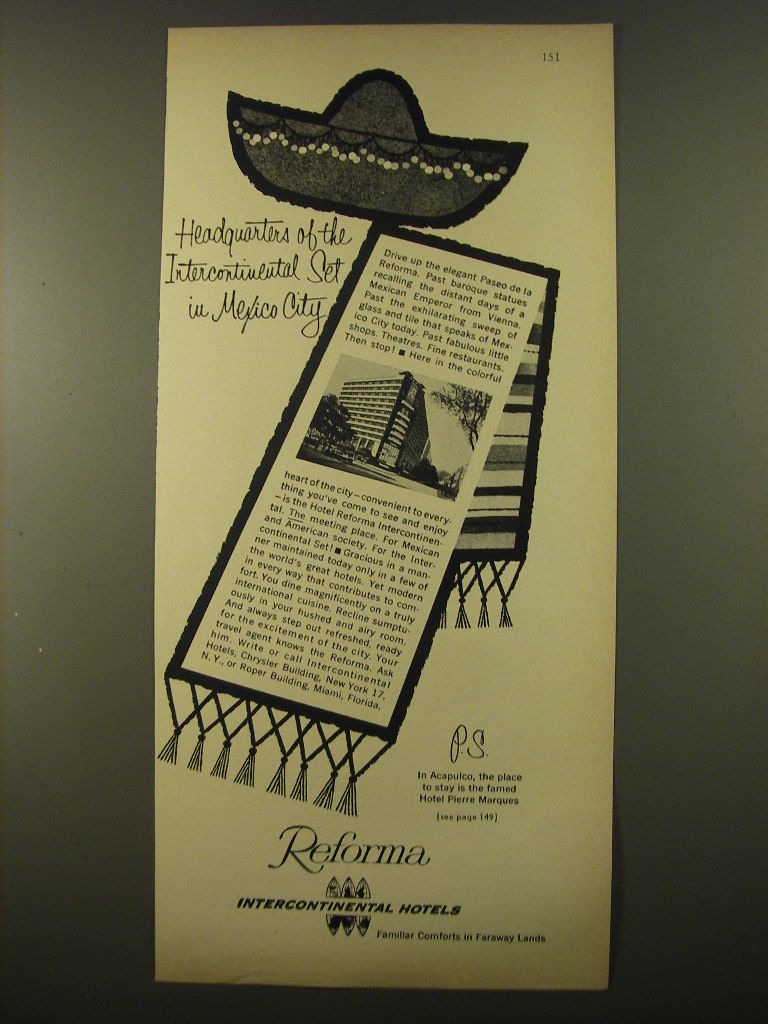 151
Headquarters of the
Intercontinental Set
in Mexico City
Drive up the elegant Paseo de la
Reforma. Past baroque statues
recalling the distant days of a
Mexican Emperor from Vienna.
Past the exhilarating sweep of
glass and tile that speaks of Mex-
ico City today. Past fabulous little
shops. Theatres. Fine restaurants.
Then stop! ■ Here in the colorful
heart of the city—convenient to every-
thing you've come to see and enjoy
—is the Hotel Reforma Intercontinen-
tal. The meeting place. For Mexican
and American society. For the Inter-
continental Set! ■ Gracious in a man-
ner maintained today only in a few of
the world's great hotels. Yet modern
in every way that contributes to com-
fort. You dine magnificently on a truly
international cuisine. Recline sumptu-
ously in your hushed and airy room.
And always step out refreshed, ready
for the excitement of the city. Your
travel agent knows the Reforma. Ask
him. Write or call Intercontinental
Hotels, Chrysler Building, New York 17,
N. Y., or Roper Building, Miami, Florida.
P.S.
In Acapulco, the place
to stay is the famed
Hotel Pierre Marques
(see page 149)
Reforma
INTERCONTINENTAL HOTELS
Familiar Comforts in Faraway Lands